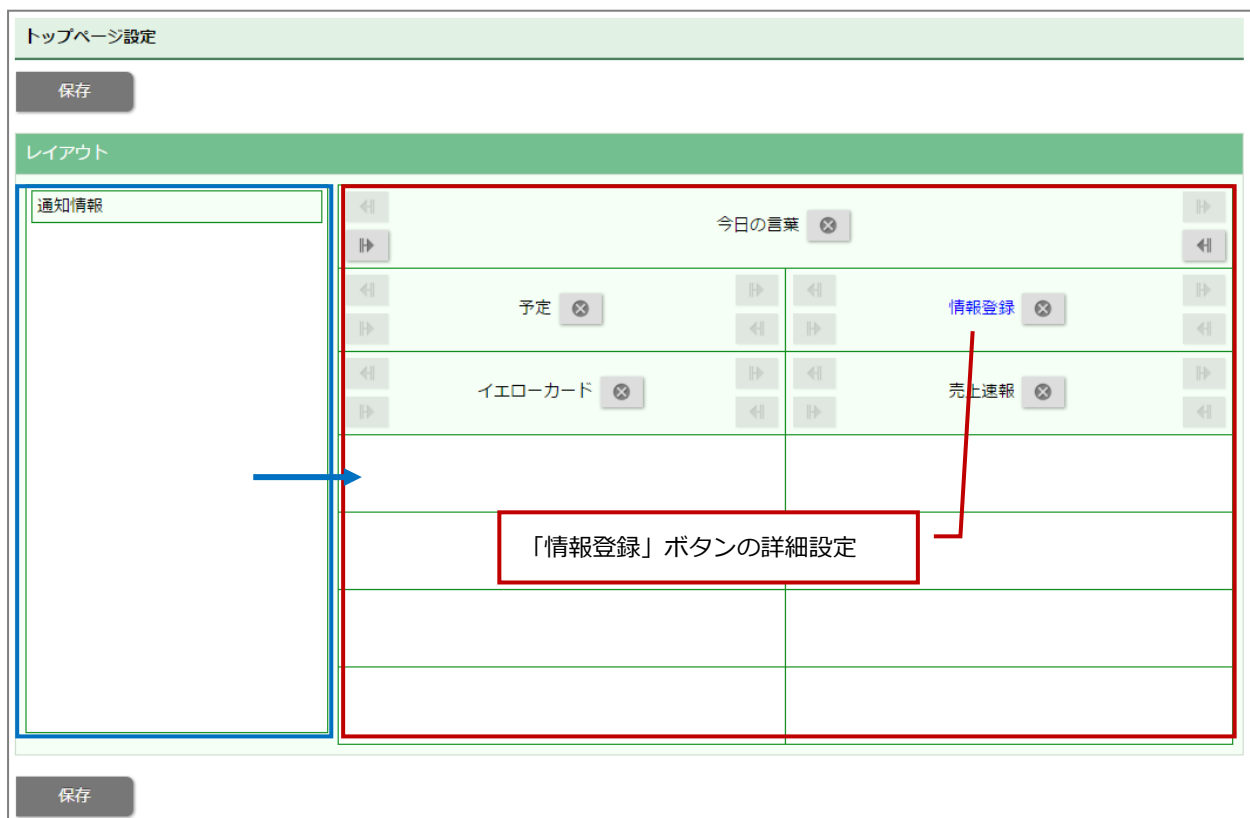 トップページ設定
保存
レイアウト
通知情報
今日の言葉
予定
情報登録
イエローカード
売上速報
「情報登録」ボタンの詳細設定
保存